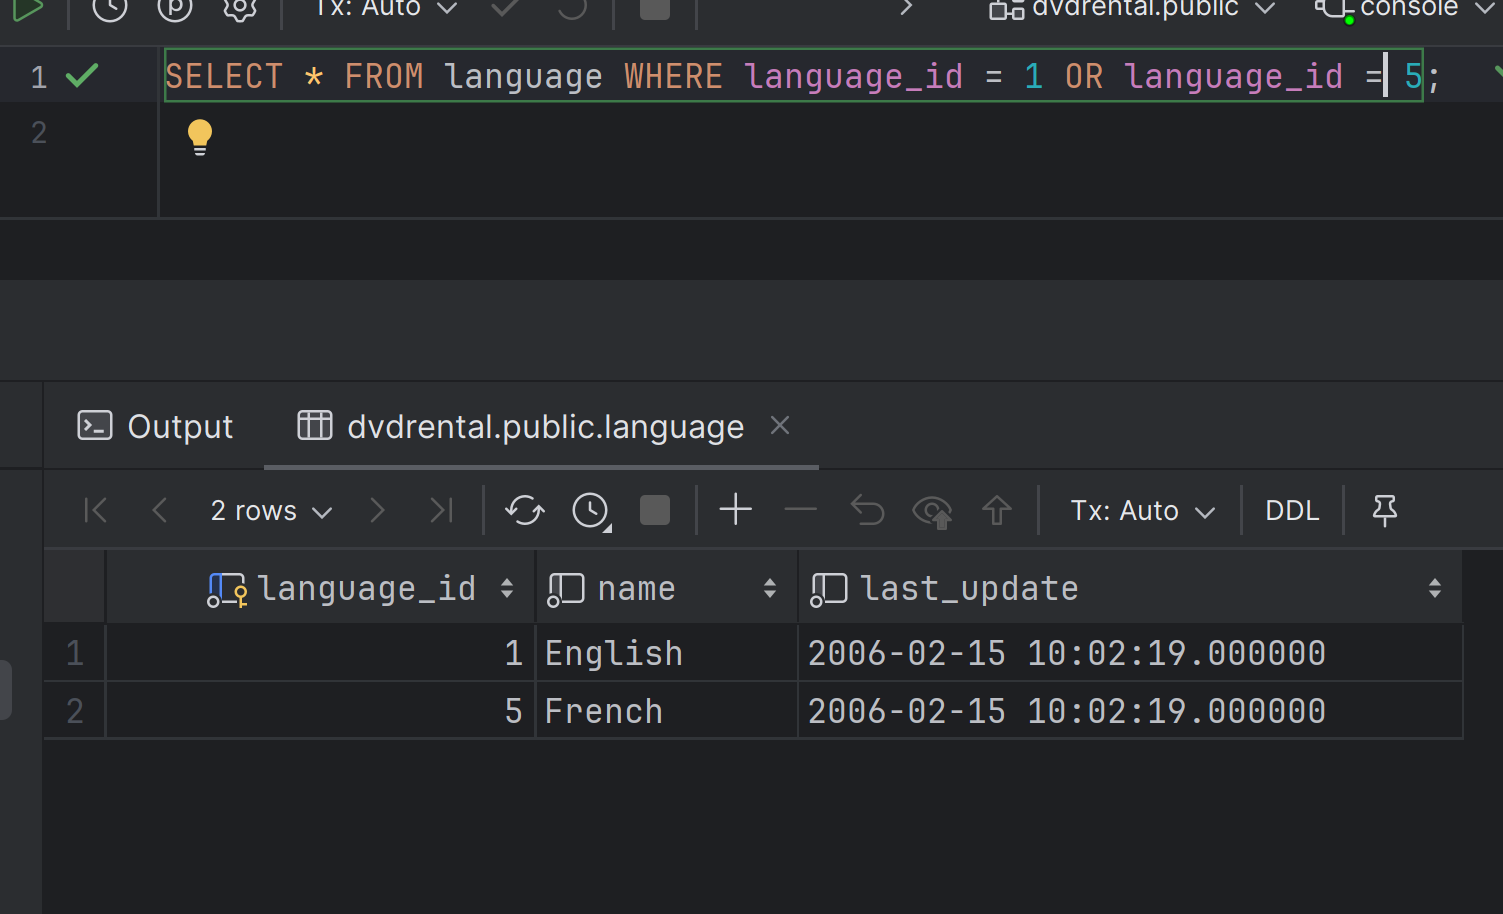 Tx: Auto dvdrental.public console
1 SELECT * FROM language WHERE language_id = 1 OR language_id = 5;
2
Output dvdrental.public.language
2 rows Tx: Auto DDL
language_id name last_update
1 1 English 2006-02-15 10:02:19.000000
2 5 French 2006-02-15 10:02:19.000000